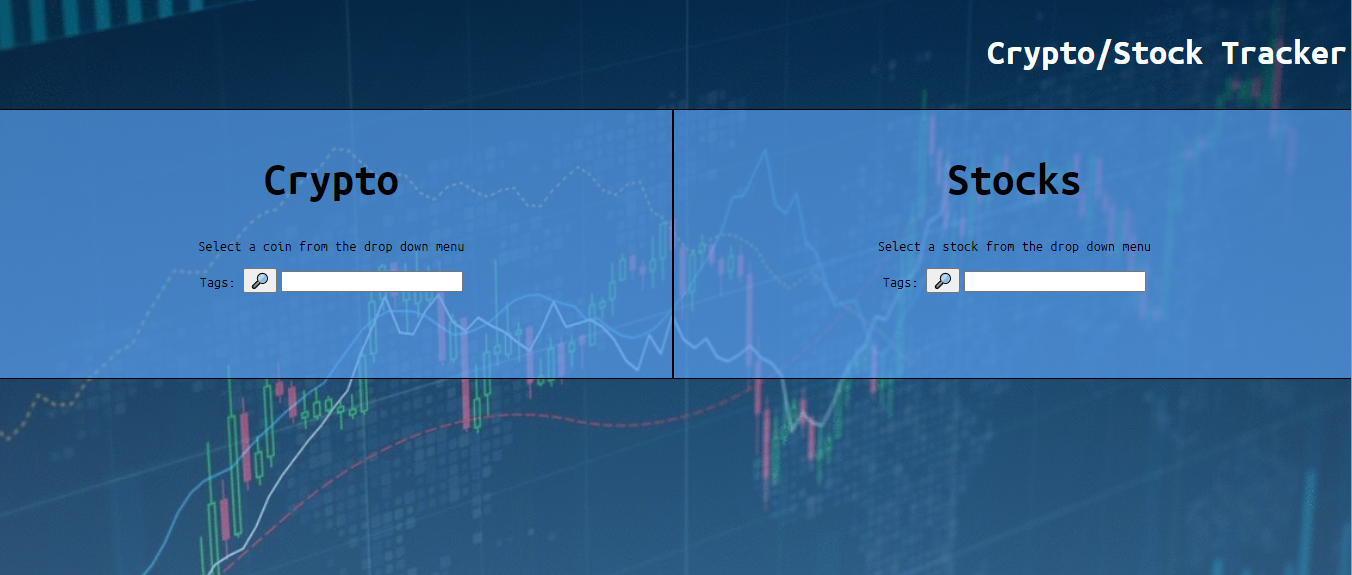 Crypto/Stock Tracker
Crypto
Select a coin from the drop down menu
Tags:
Stocks
Select a stock from the drop down menu
Tags: